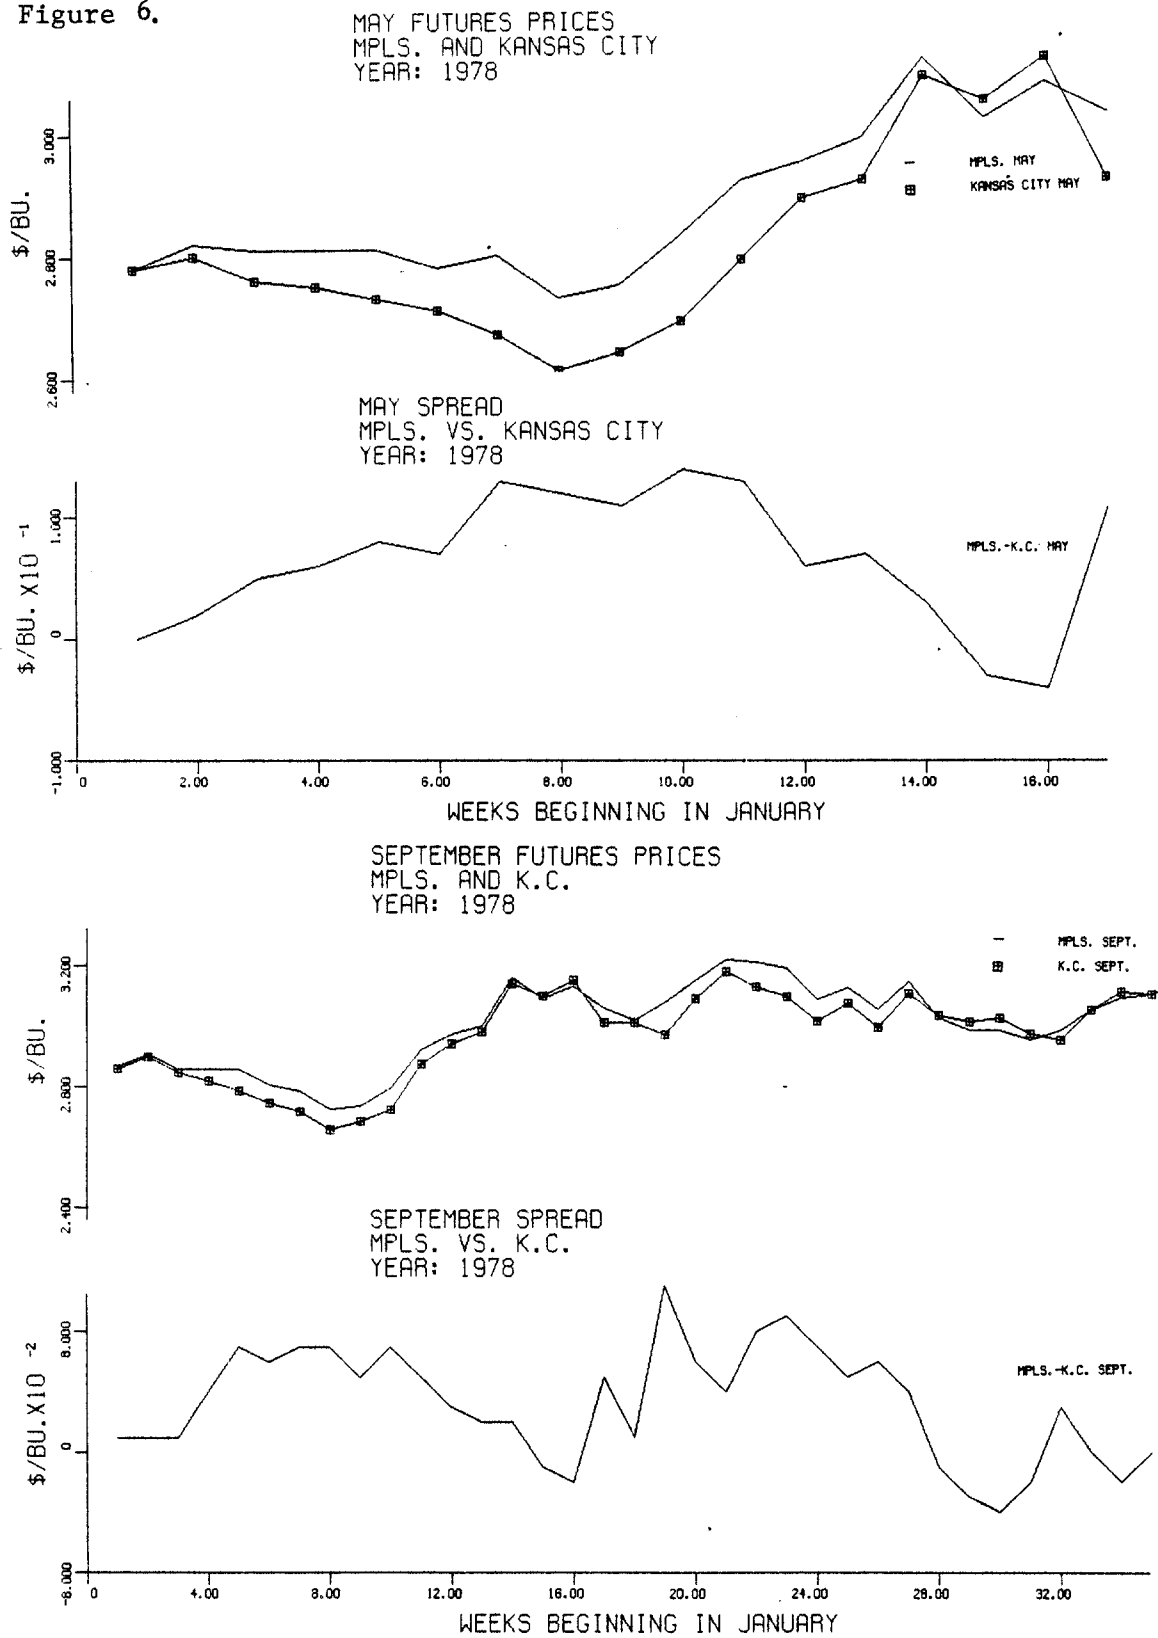 Figure 6.
MAY FUTURES PRICES
MPLS. AND KANSAS CITY
YEAR: 1978
$/BU.
3.000
2.800
2.600
MPLS. MAY
KANSAS CITY MAY
MAY SPREAD
MPLS. VS. KANSAS CITY
YEAR: 1978
$/BU. X10 -1
1.000
0
-1.000
MPLS.-K.C. MAY
0 2.00 4.00 6.00 8.00 10.00 12.00 14.00 16.00
WEEKS BEGINNING IN JANUARY
SEPTEMBER FUTURES PRICES
MPLS. AND K.C.
YEAR: 1978
$/BU.
3.200
2.800
2.400
MPLS. SEPT.
K.C. SEPT.
SEPTEMBER SPREAD
MPLS. VS. K.C.
YEAR: 1978
$/BU.X10 -2
8.000
0
-8.000
MPLS.-K.C. SEPT.
0 4.00 8.00 12.00 16.00 20.00 24.00 28.00 32.00
WEEKS BEGINNING IN JANUARY